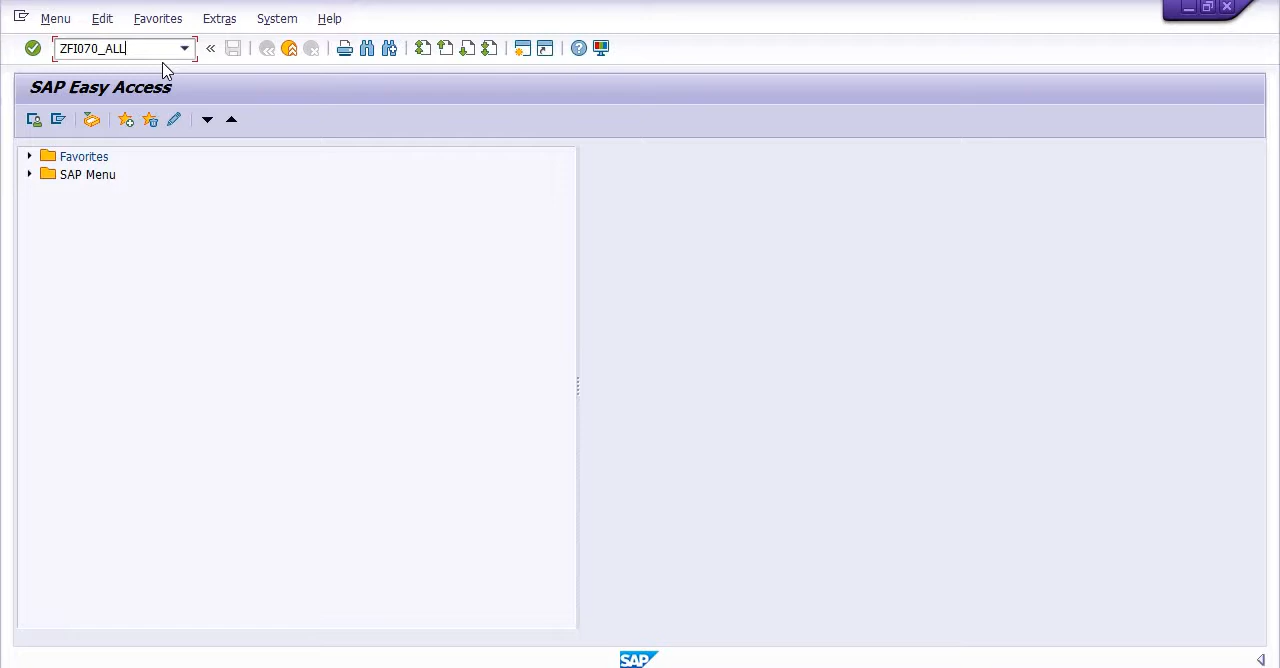 Menu Edit Favorites Extras System Help
ZFI070_ALL
SAP Easy Access
Favorites
SAP Menu
SAP